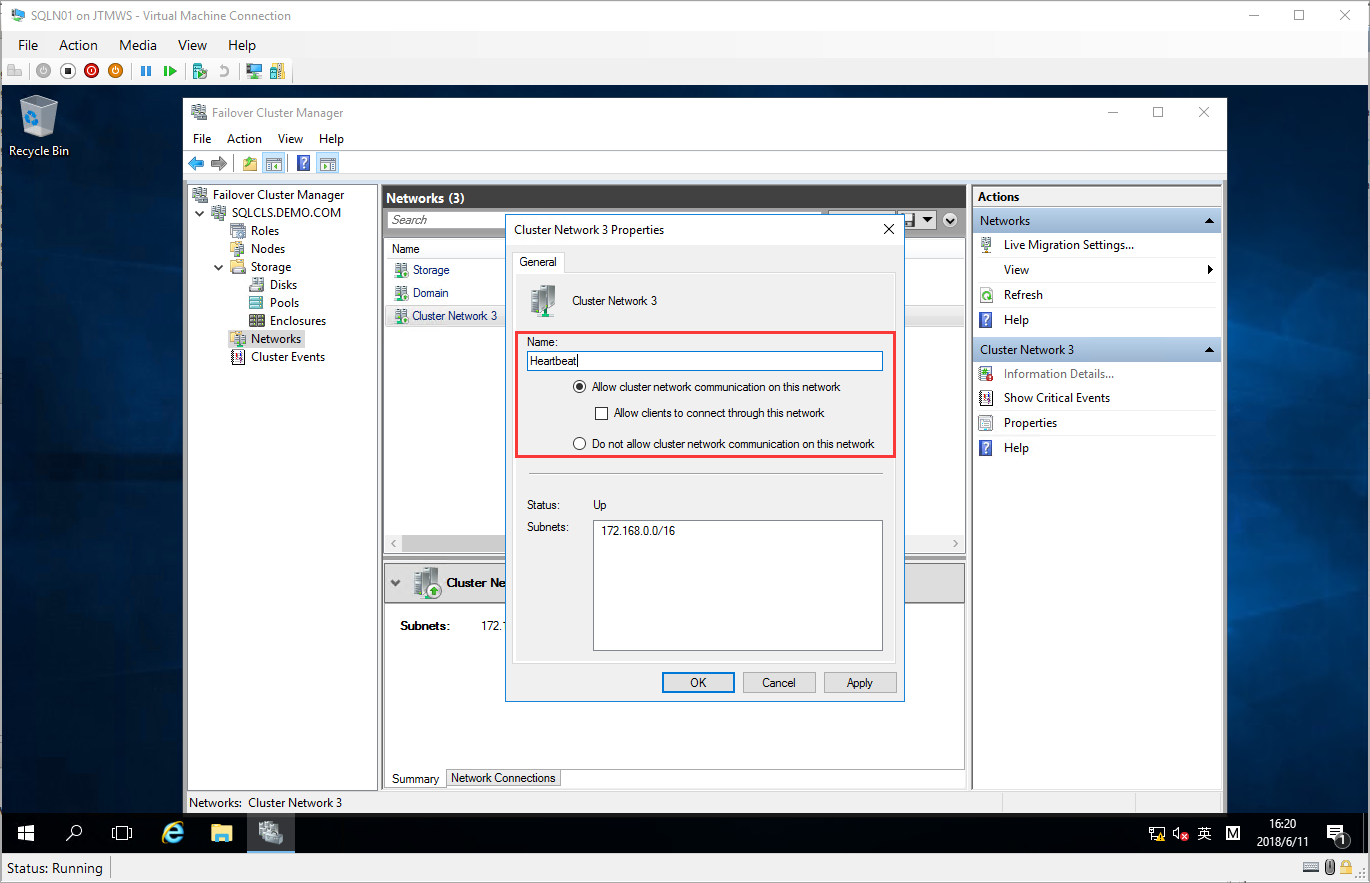 SQLN01 on JTMWS - Virtual Machine Connection
File Action Media View Help
Recycle Bin
Failover Cluster Manager
File Action View Help
Failover Cluster Manager
SQLCLS.DEMO.COM
Roles
Nodes
Storage
Disks
Pools
Enclosures
Networks
Cluster Events
Networks (3)
Search
Name
Storage
Domain
Cluster Network 3
Cluster Network 3 Properties
General
Cluster Network 3
Name:
Heartbeat
Allow cluster network communication on this network
Allow clients to connect through this network
Do not allow cluster network communication on this network
Status: Up
Subnets: 172.168.0.0/16
OK Cancel Apply
Cluster Ne
Subnets: 172.1
Summary Network Connections
Actions
Networks
Live Migration Settings...
View
Refresh
Help
Cluster Network 3
Information Details...
Show Critical Events
Properties
Help
Networks: Cluster Network 3
英 M
16:20
2018/6/11
1
Status: Running